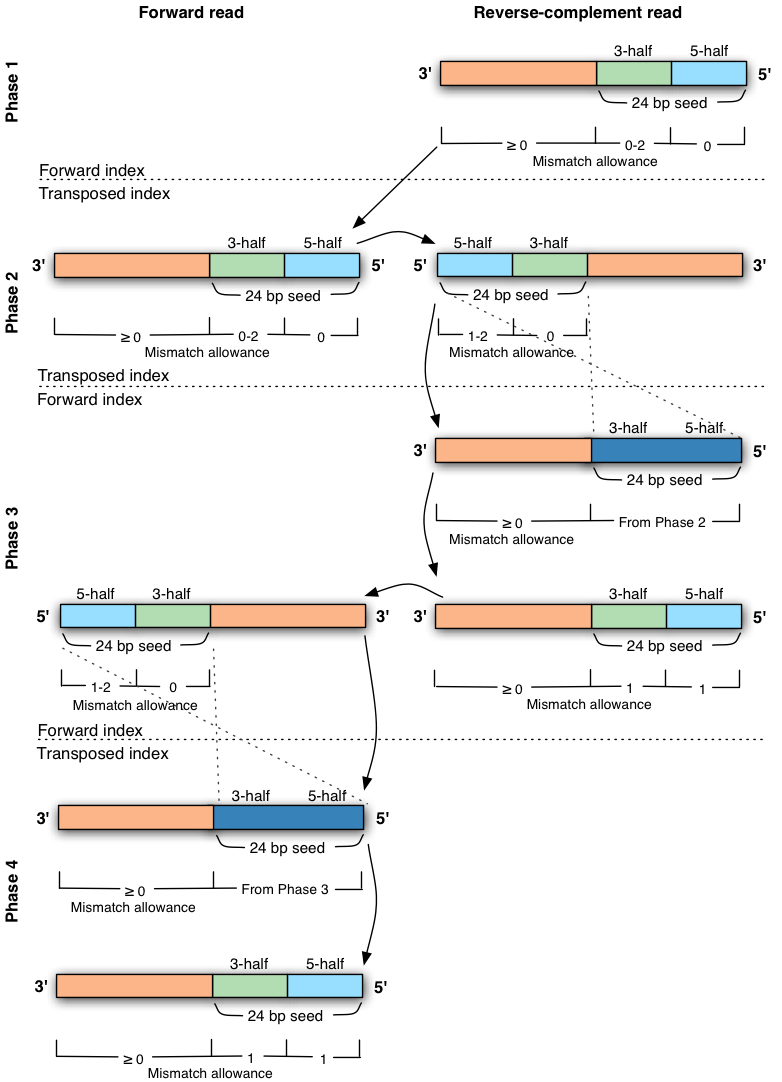 Forward read
Reverse-complement read
Phase 1
3-half 5-half
3' 5'
24 bp seed
≥ 0 0-2 0
Mismatch allowance
Forward index
Transposed index
Phase 2
3-half 5-half
3' 5'
24 bp seed
≥ 0 0-2 0
Mismatch allowance
5-half 3-half
5' 3'
24 bp seed
1-2 0
Mismatch allowance
Transposed index
Forward index
Phase 3
3-half 5-half
3' 5'
24 bp seed
≥ 0 From Phase 2
Mismatch allowance
5-half 3-half
5' 3'
24 bp seed
1-2 0
Mismatch allowance
3-half 5-half
3' 5'
24 bp seed
≥ 0 1 1
Mismatch allowance
Forward index
Transposed index
Phase 4
3-half 5-half
3' 5'
24 bp seed
≥ 0 From Phase 3
Mismatch allowance
3-half 5-half
3' 5'
24 bp seed
≥ 0 1 1
Mismatch allowance